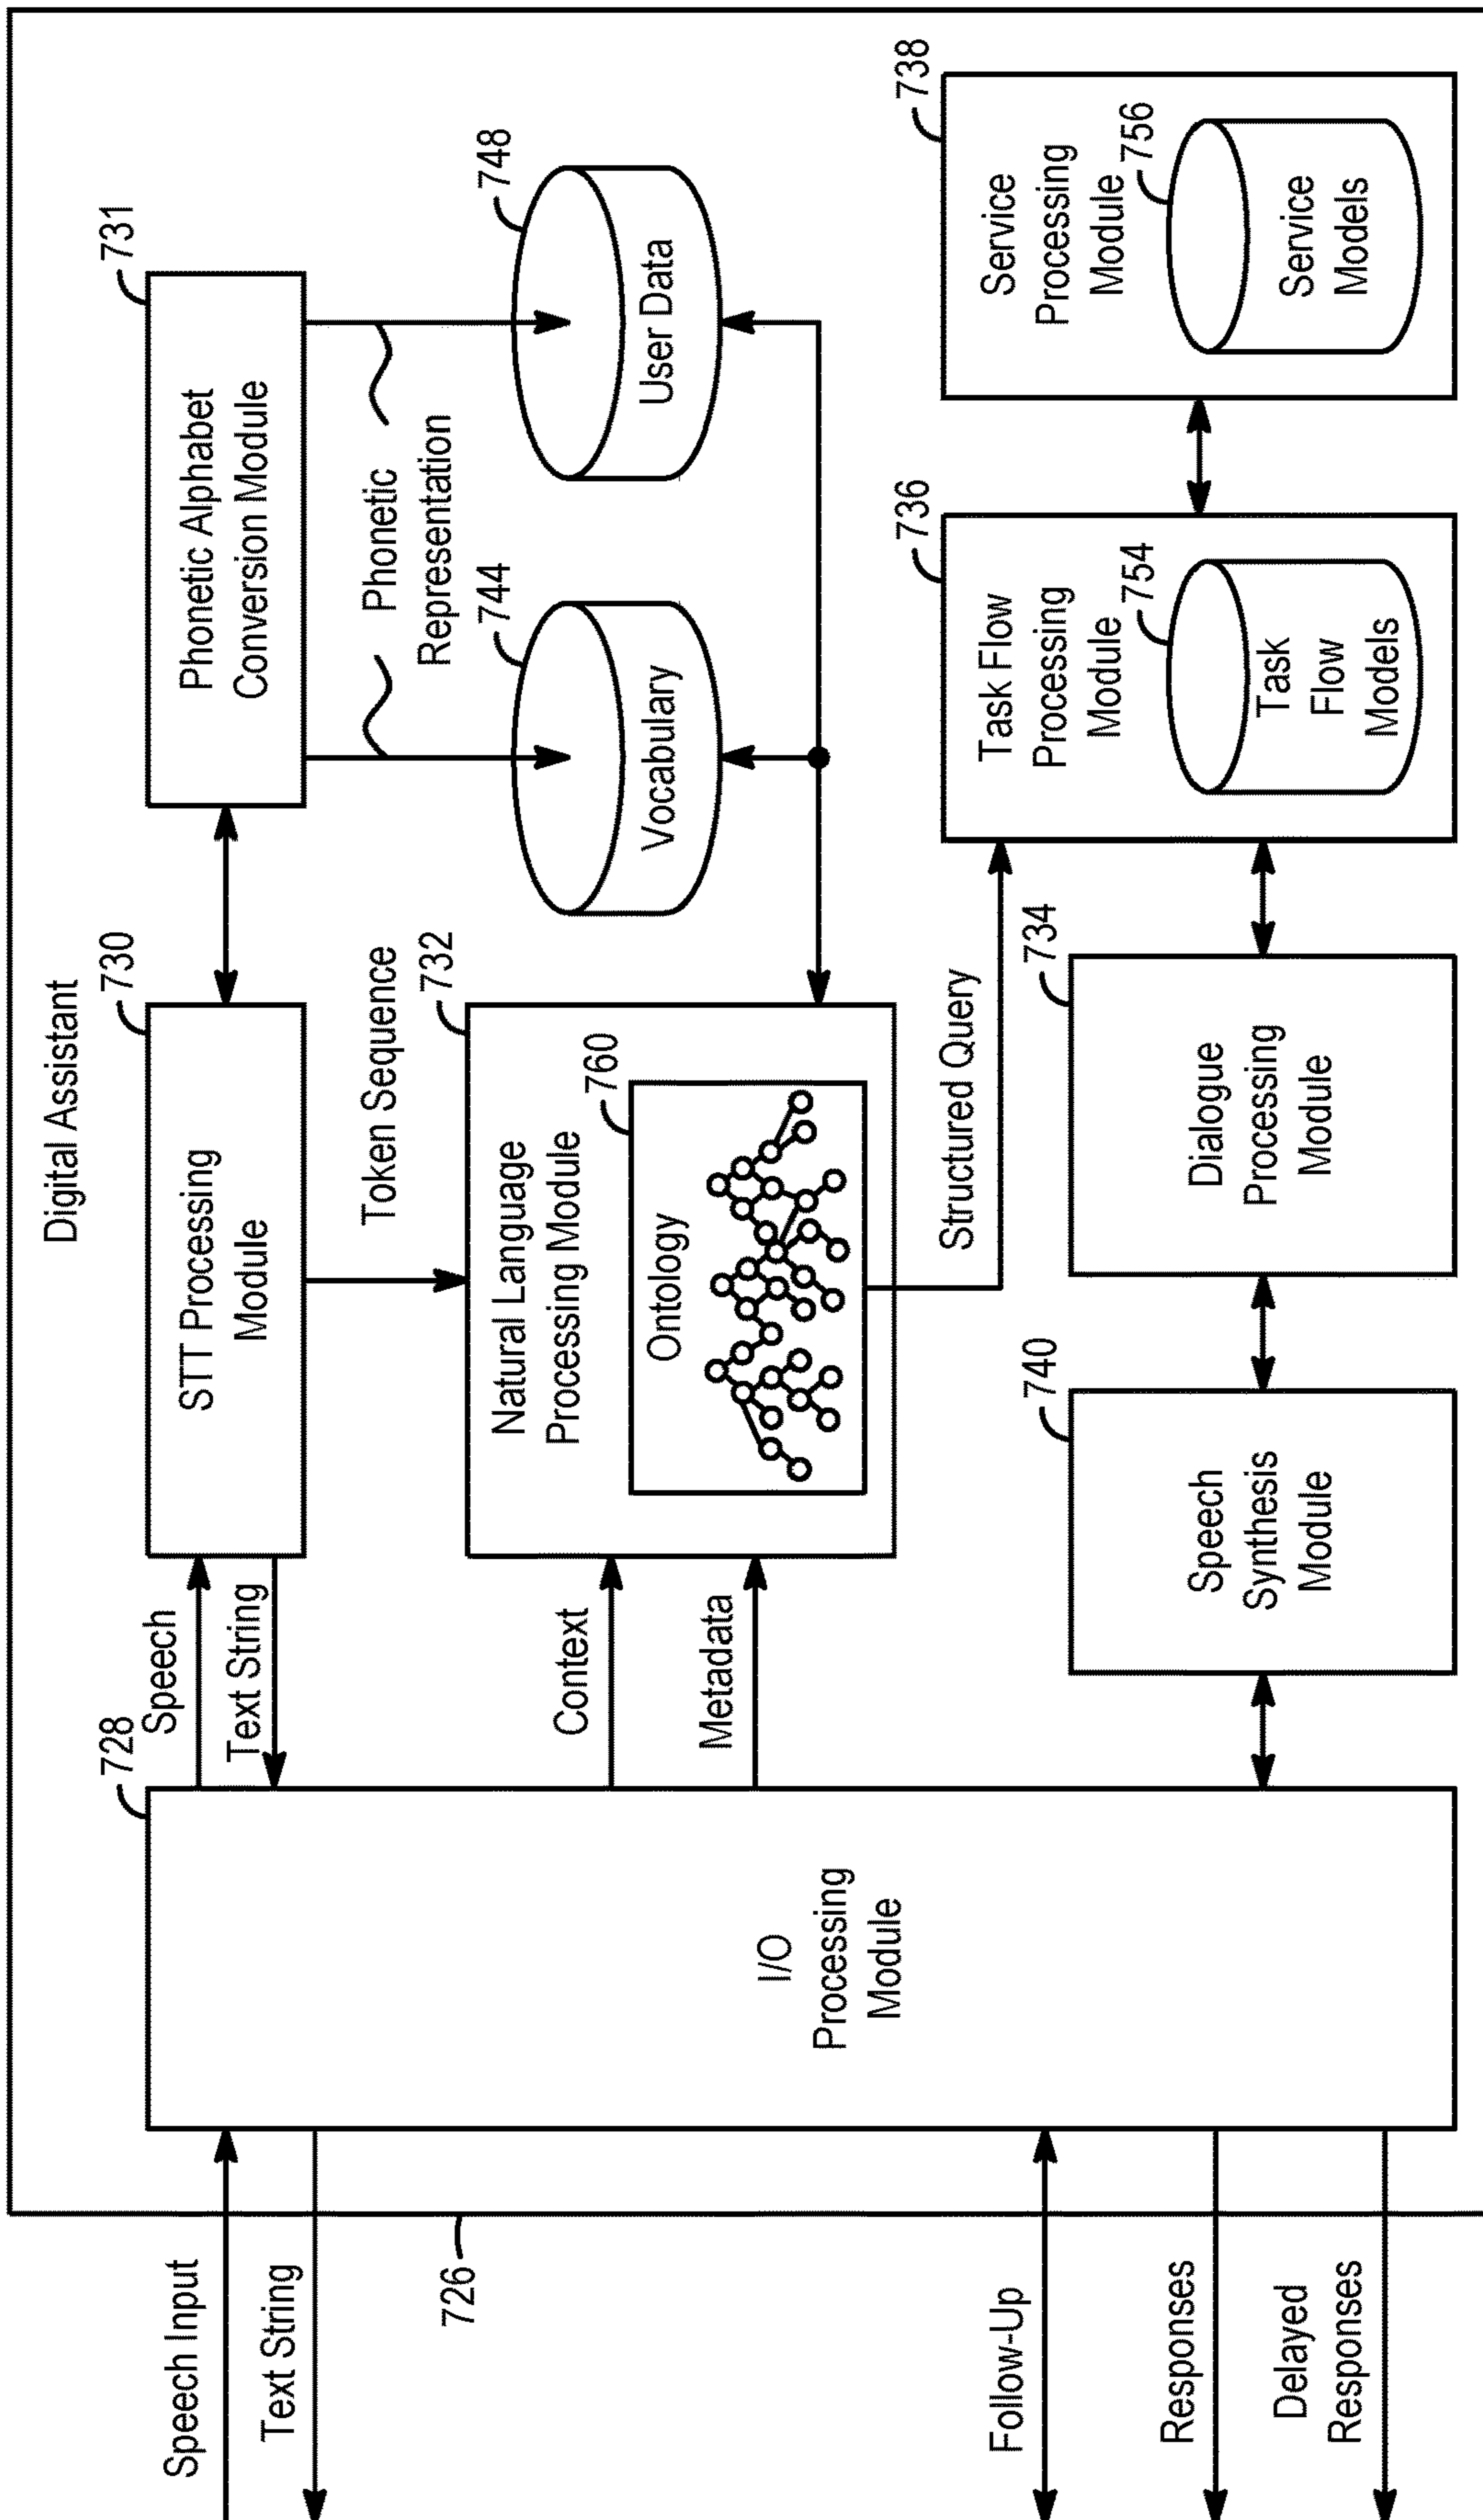 Digital Assistant
Speech Input
Text String
726
Follow-Up
Responses
Delayed
Responses
728
I/O
Processing
Module
Speech
Text String
Context
Metadata
730
STT Processing
Module
Token Sequence
731
Phonetic Alphabet
Conversion Module
Phonetic
Representation
732
Natural Language
Processing Module
760
Ontology
744
Vocabulary
748
User Data
Structured Query
740
Speech
Synthesis
Module
734
Dialogue
Processing
Module
736
Task Flow
Processing
Module
754
Task
Flow
Models
738
Service
Processing
Module
756
Service
Models